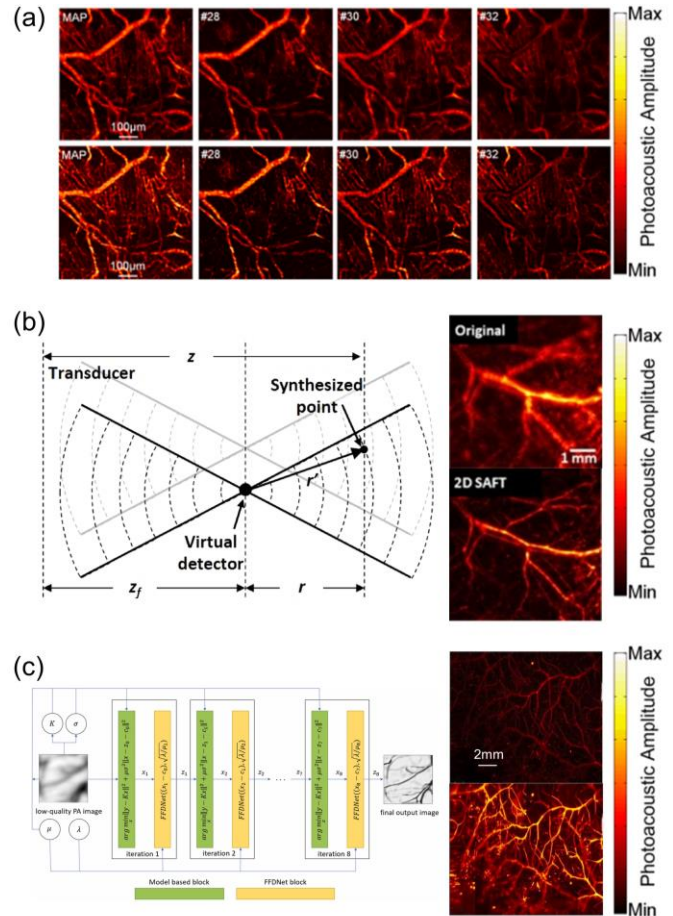 (a)
MAP
#28
#30
#32
100μm
MAP
#28
#30
#32
100μm
Max
Photoacoustic Amplitude
Min
(b)
z
Transducer
Synthesized
point
r'
Virtual
detector
z_f
r
Original
1 mm
2D SAFT
Max
Photoacoustic Amplitude
Min
(c)
K
σ
low-quality PA image
μ
λ
iteration 1
iteration 2
iteration 8
...
final output image
Model based block
FFDNet block
2mm
Max
Photoacoustic Amplitude
Min